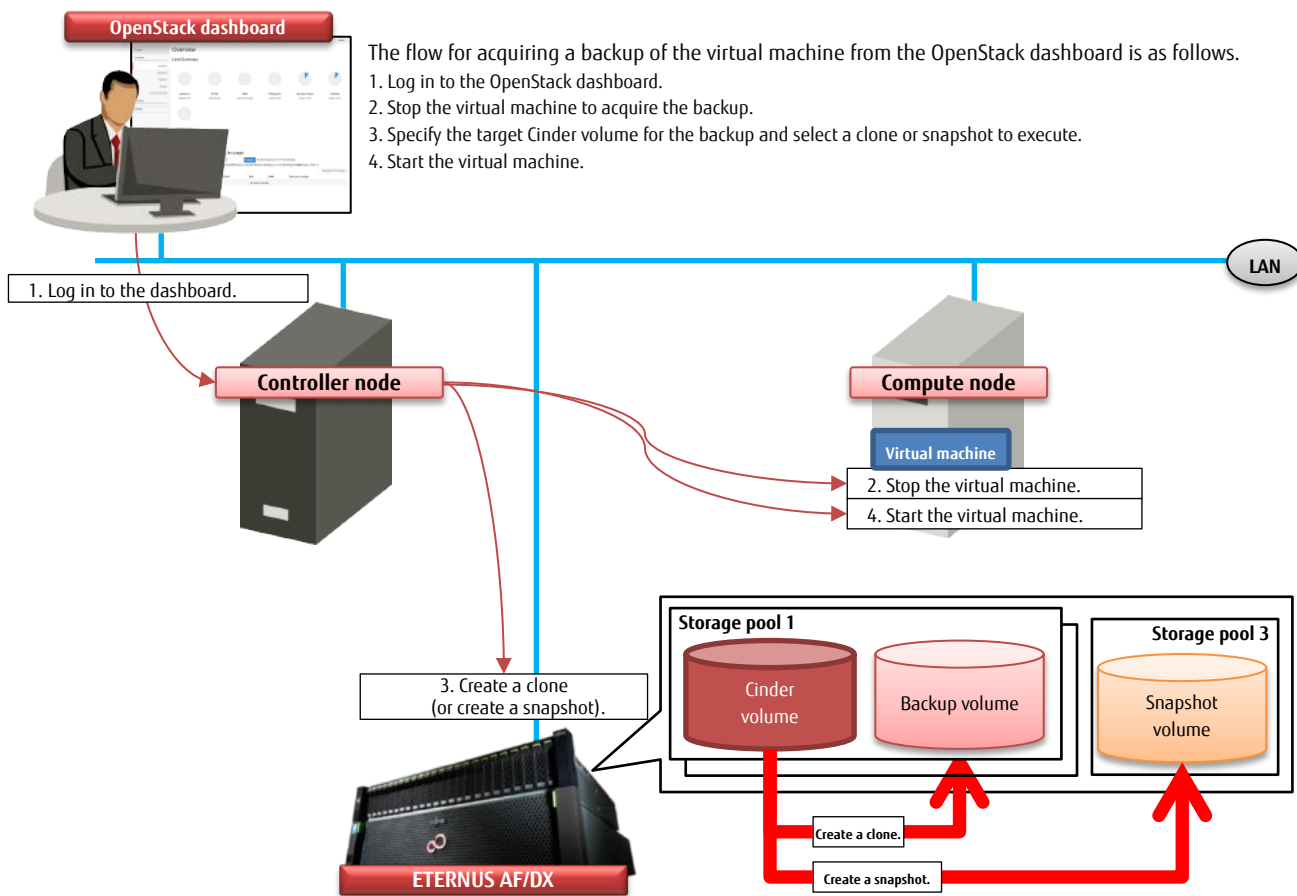 OpenStack dashboard
Overview
The flow for acquiring a backup of the virtual machine from the OpenStack dashboard is as follows.
1. Log in to the OpenStack dashboard.
2. Stop the virtual machine to acquire the backup.
3. Specify the target Cinder volume for the backup and select a clone or snapshot to execute.
4. Start the virtual machine.
LAN
1. Log in to the dashboard.
Controller node
Compute node
Virtual machine
2. Stop the virtual machine.
4. Start the virtual machine.
Storage pool 1
Storage pool 3
Cinder
volume
Backup volume
Snapshot
volume
3. Create a clone
(or create a snapshot).
Create a clone.
Create a snapshot.
ETERNUS AF/DX